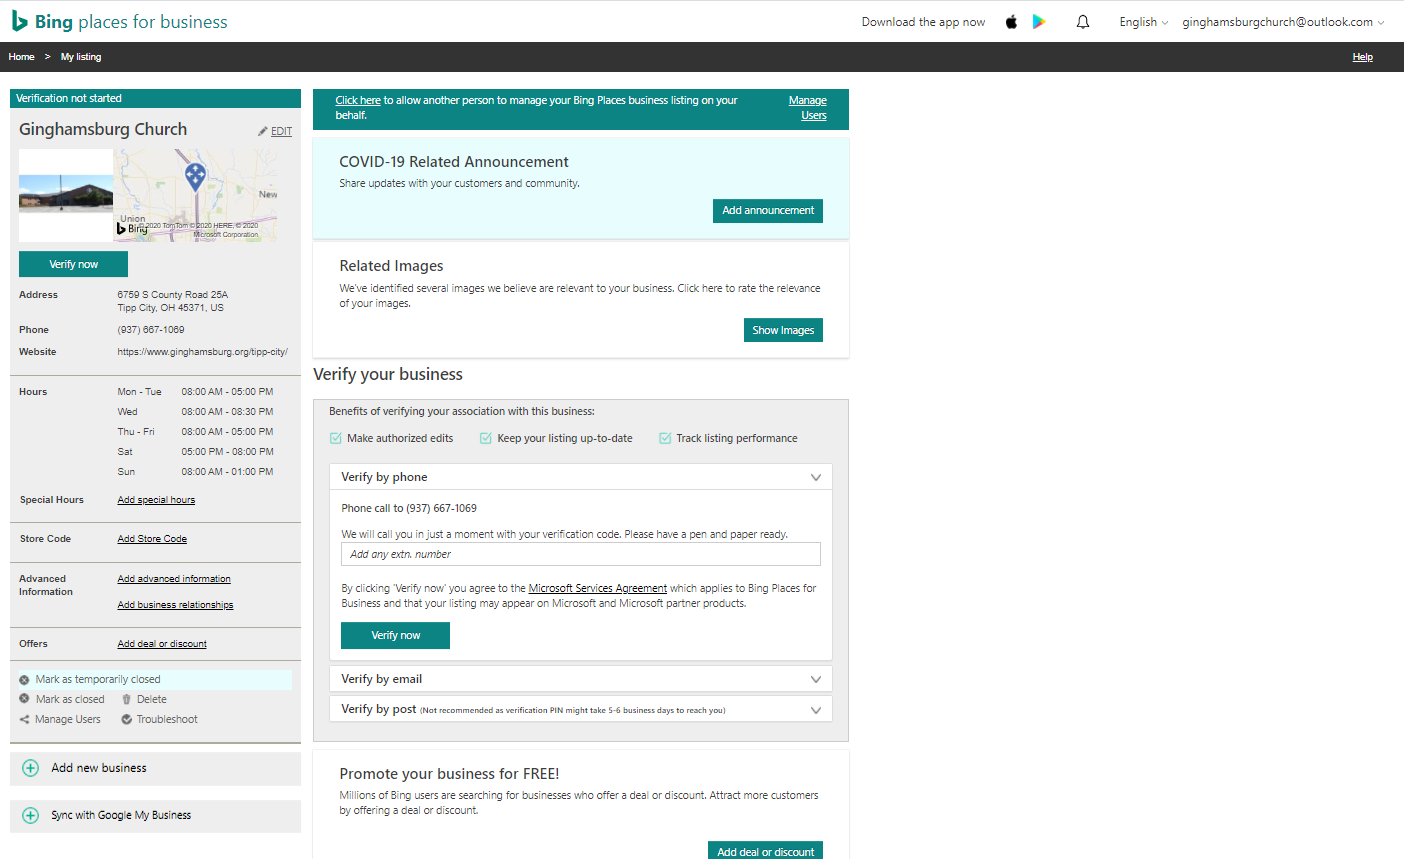 Bing places for business
Download the app now
English
ginghamsburgchurch@outlook.com
Home > My listing
Help
Verification not started
Ginghamsburg Church
EDIT
Union
New
Bing
© 2020 TomTom © 2020 HERE, © 2020
Microsoft Corporation
Verify now
Address 6759 S County Road 25A
Tipp City, OH 45371, US
Phone (937) 667-1069
Website https://www.ginghamsburg.org/tipp-city/
Hours Mon - Tue 08:00 AM - 05:00 PM
Wed 08:00 AM - 08:30 PM
Thu - Fri 08:00 AM - 05:00 PM
Sat 05:00 PM - 08:00 PM
Sun 08:00 AM - 01:00 PM
Special Hours Add special hours
Store Code Add Store Code
Advanced Information Add advanced information
Add business relationships
Offers Add deal or discount
Mark as temporarily closed
Mark as closed Delete
Manage Users Troubleshoot
Add new business
Sync with Google My Business
Click here to allow another person to manage your Bing Places business listing on your
behalf.
Manage
Users
COVID-19 Related Announcement
Share updates with your customers and community.
Add announcement
Related Images
We've identified several images we believe are relevant to your business. Click here to rate the relevance
of your images.
Show Images
Verify your business
Benefits of verifying your association with this business:
Make authorized edits Keep your listing up-to-date Track listing performance
Verify by phone
Phone call to (937) 667-1069
We will call you in just a moment with your verification code. Please have a pen and paper ready.
Add any extn. number
By clicking 'Verify now' you agree to the Microsoft Services Agreement which applies to Bing Places for
Business and that your listing may appear on Microsoft and Microsoft partner products.
Verify now
Verify by email
Verify by post (Not recommended as verification PIN might take 5-6 business days to reach you)
Promote your business for FREE!
Millions of Bing users are searching for businesses who offer a deal or discount. Attract more customers
by offering a deal or discount.
Add deal or discount